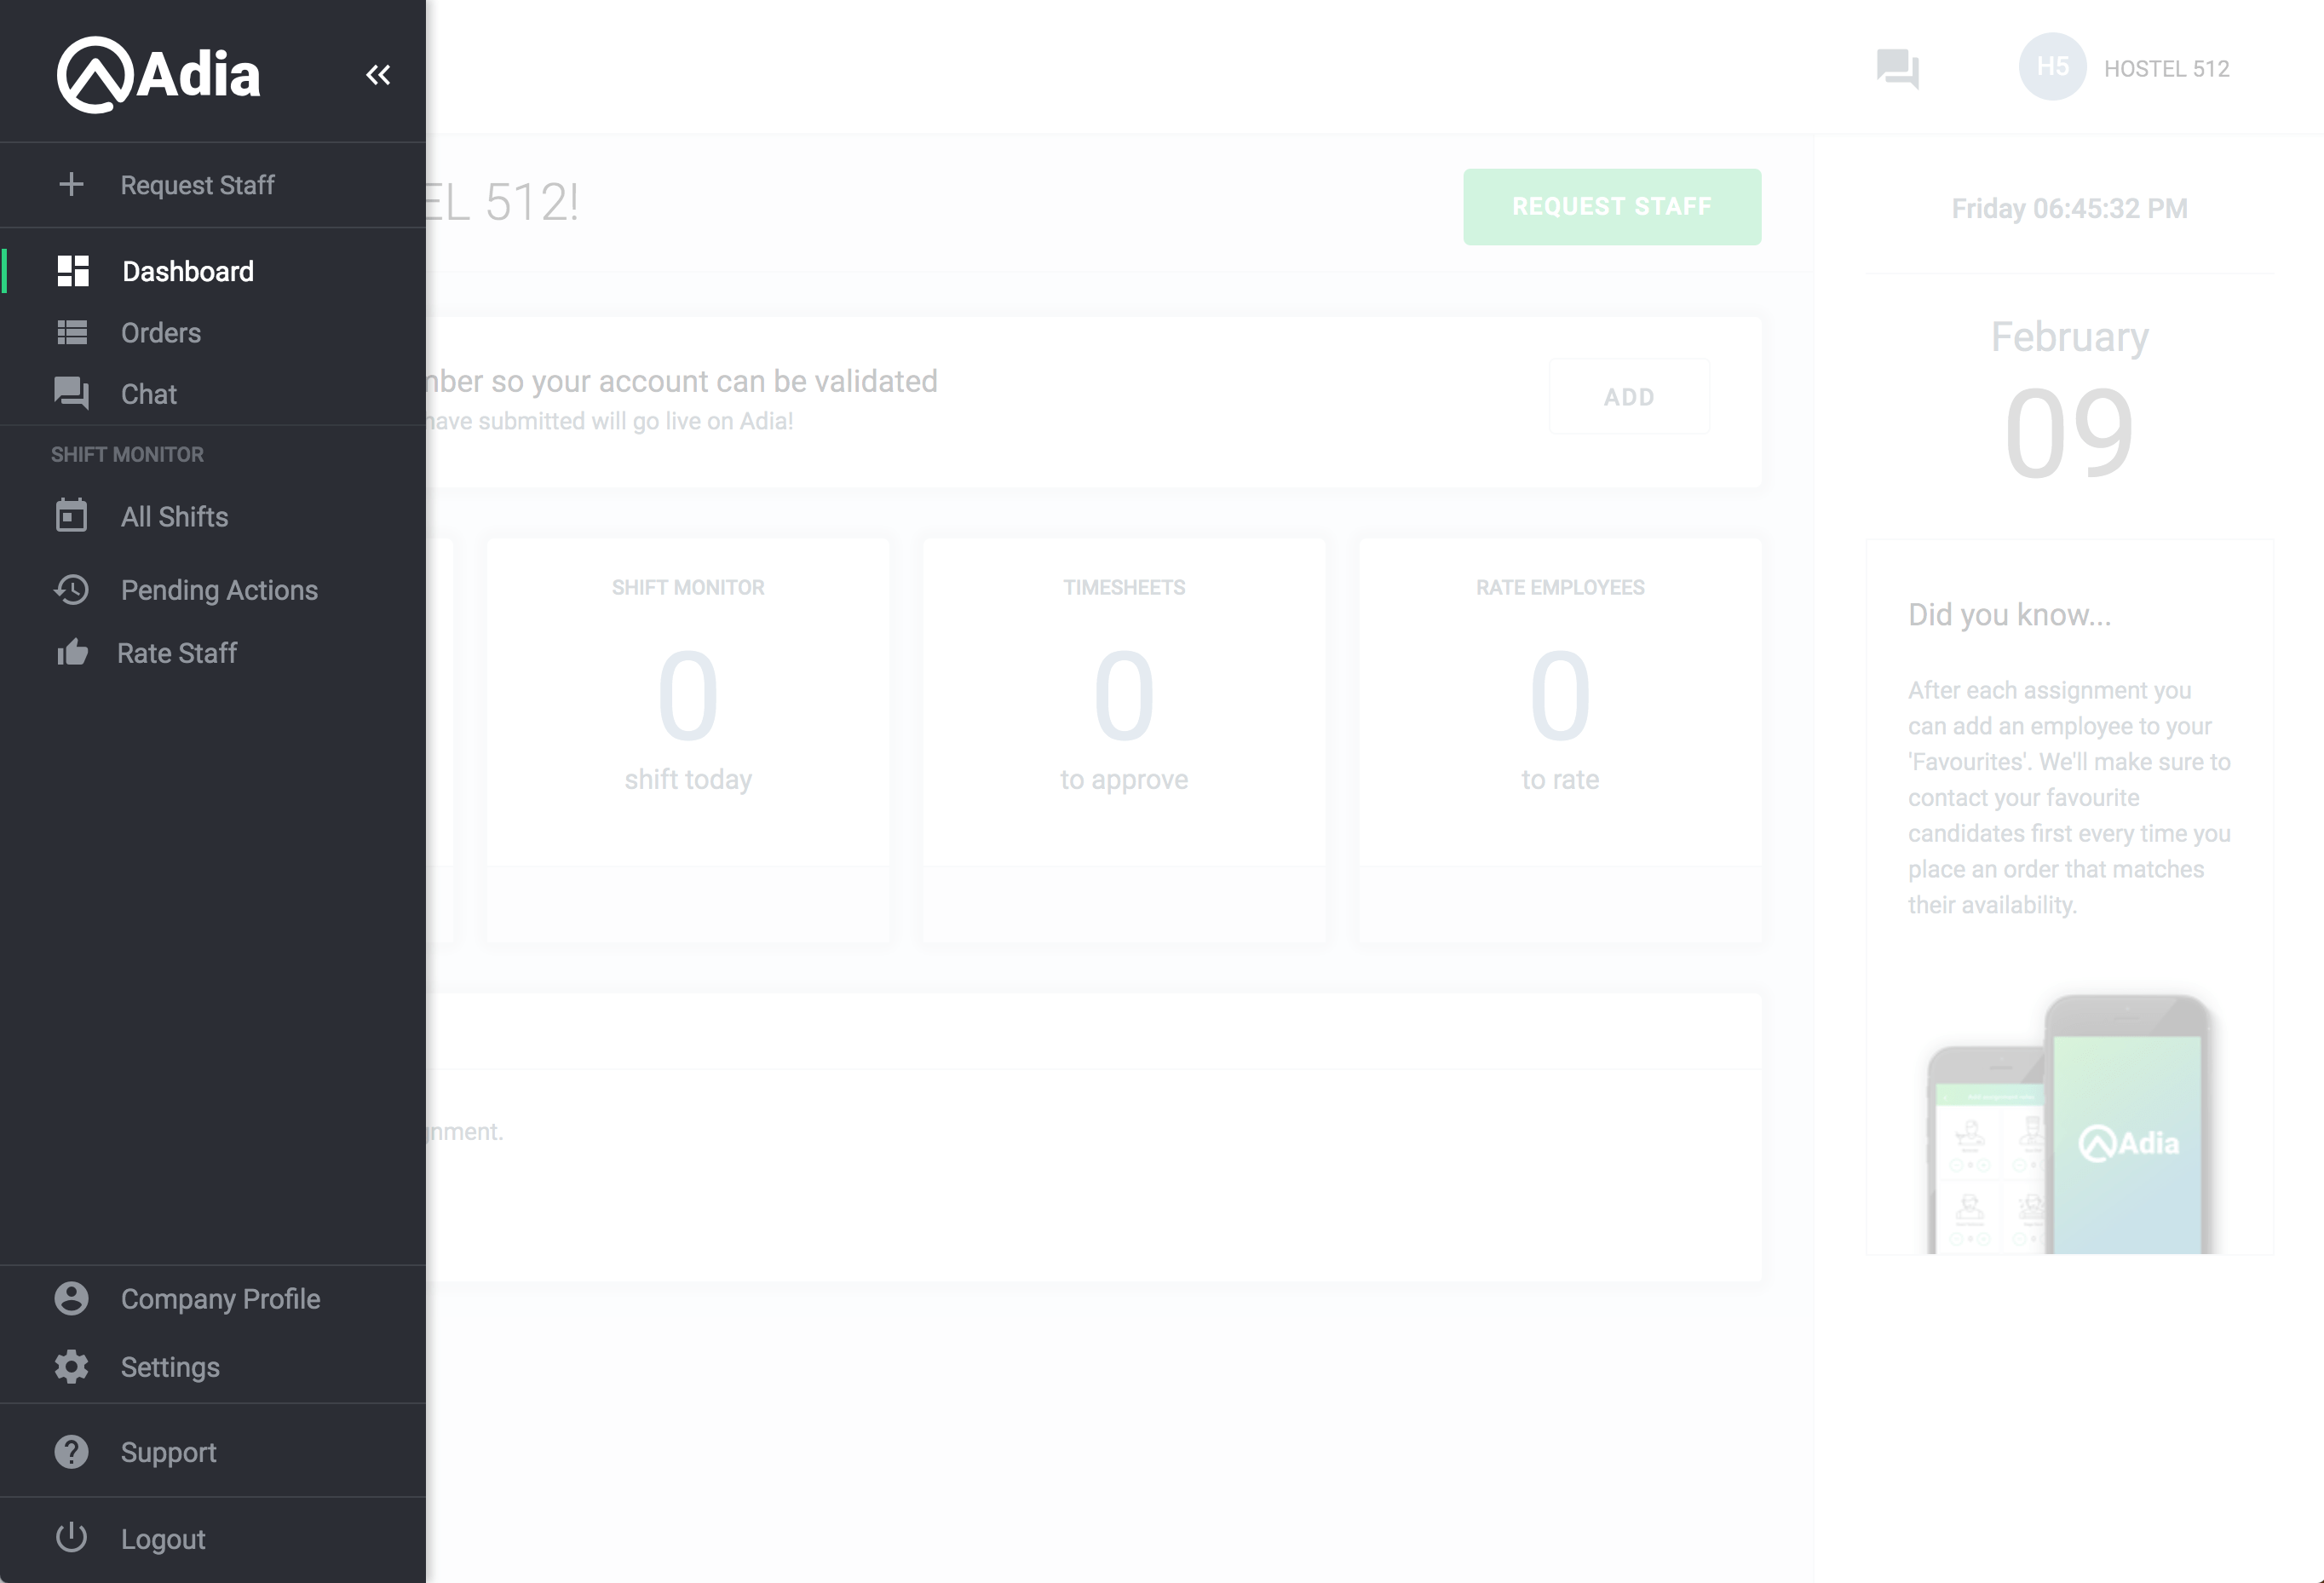 Adia
Request Staff
Dashboard
Orders
Chat
SHIFT MONITOR
All Shifts
Pending Actions
Rate Staff
Company Profile
Settings
Support
Logout
H5 HOSTEL 512
512!
REQUEST STAFF
so your account can be validated
have submitted will go live on Adia!
ADD
SHIFT MONITOR
0
shift today
TIMESHEETS
0
to approve
RATE EMPLOYEES
0
to rate
Friday 06:45:32 PM
February
09
Did you know...
After each assignment you
can add an employee to your
'Favourites'. We'll make sure to
contact your favourite
candidates first every time you
place an order that matches
their availability.
Adia